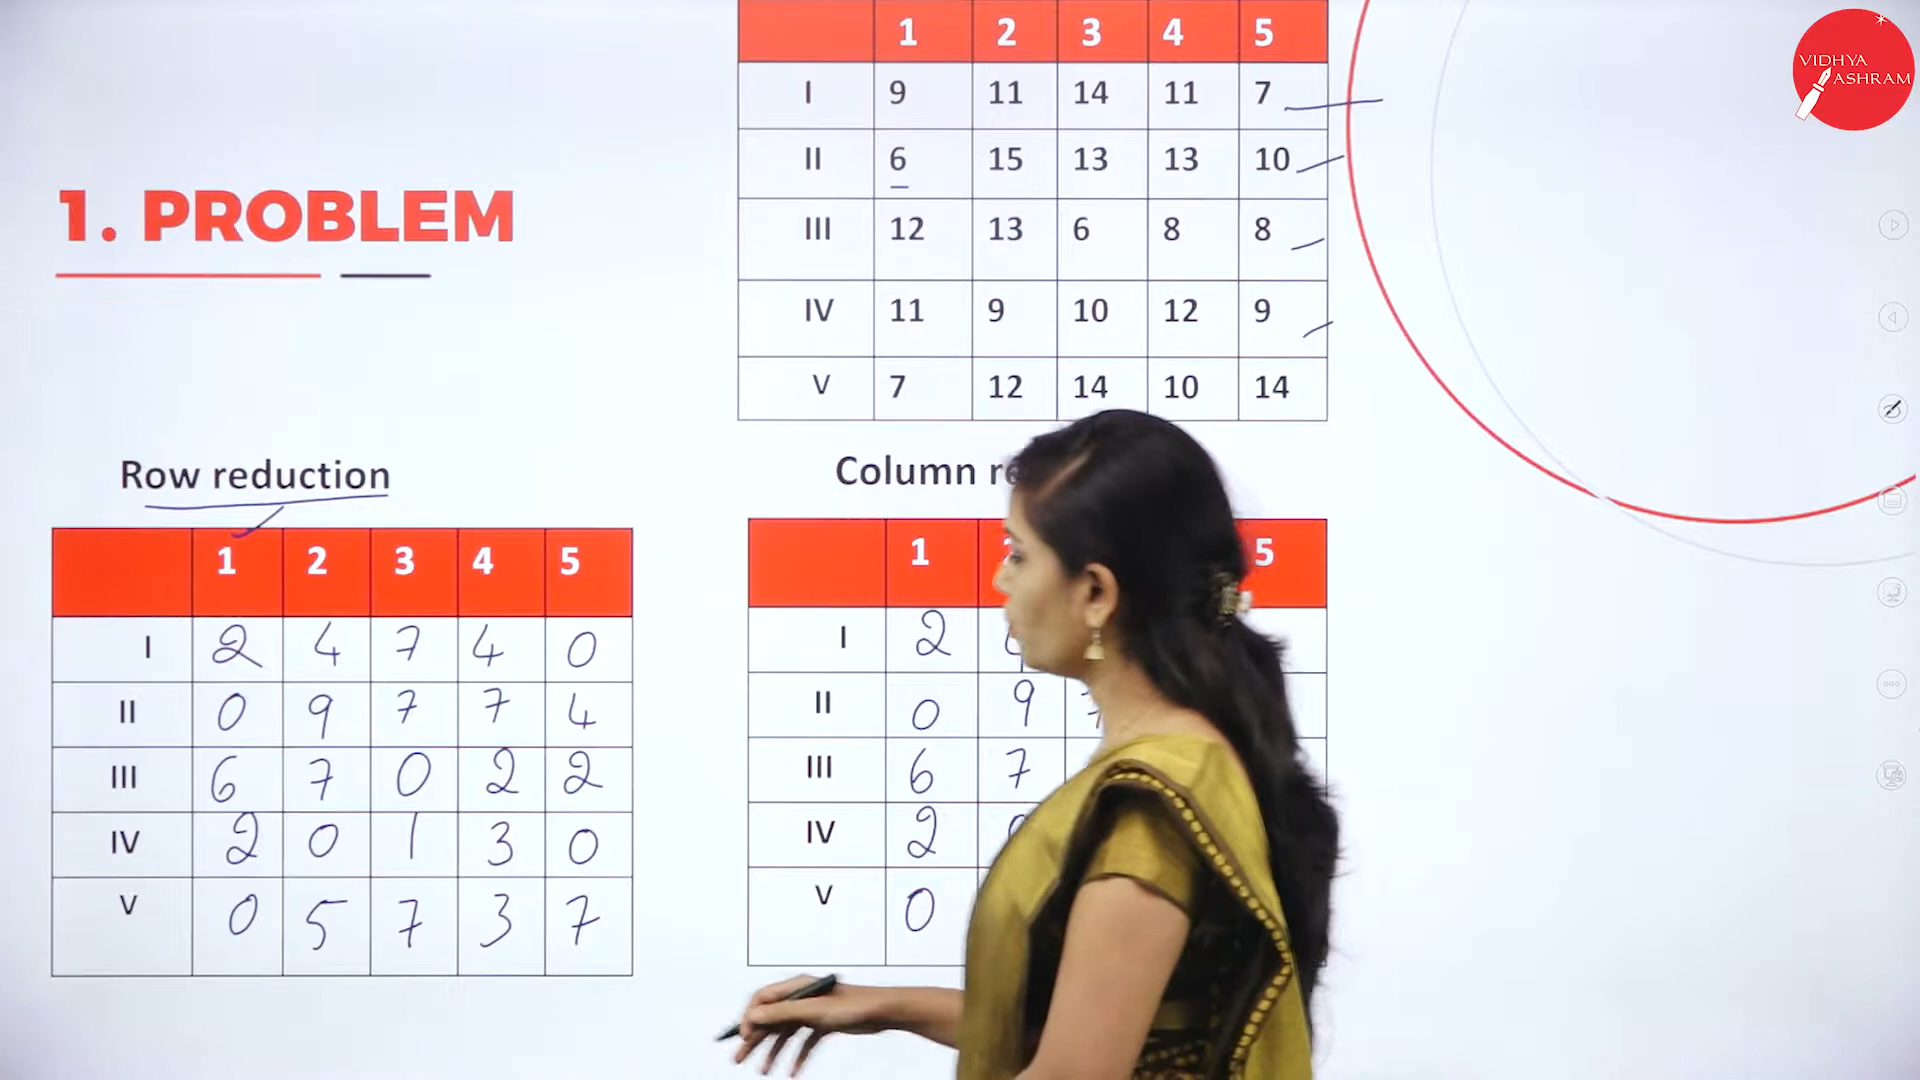 VIDHYA
ASHRAM
1. PROBLEM
1 2 3 4 5
I 9 11 14 11 7
II 6 15 13 13 10
III 12 13 6 8 8
IV 11 9 10 12 9
V 7 12 14 10 14
Row reduction
1 2 3 4 5
I 2 4 7 4 0
II 0 9 7 7 4
III 6 7 0 2 2
IV 2 0 1 3 0
V 0 5 7 3 7
Column
1 5
I 2
II 0 9
III 6 7
IV 2
V 0